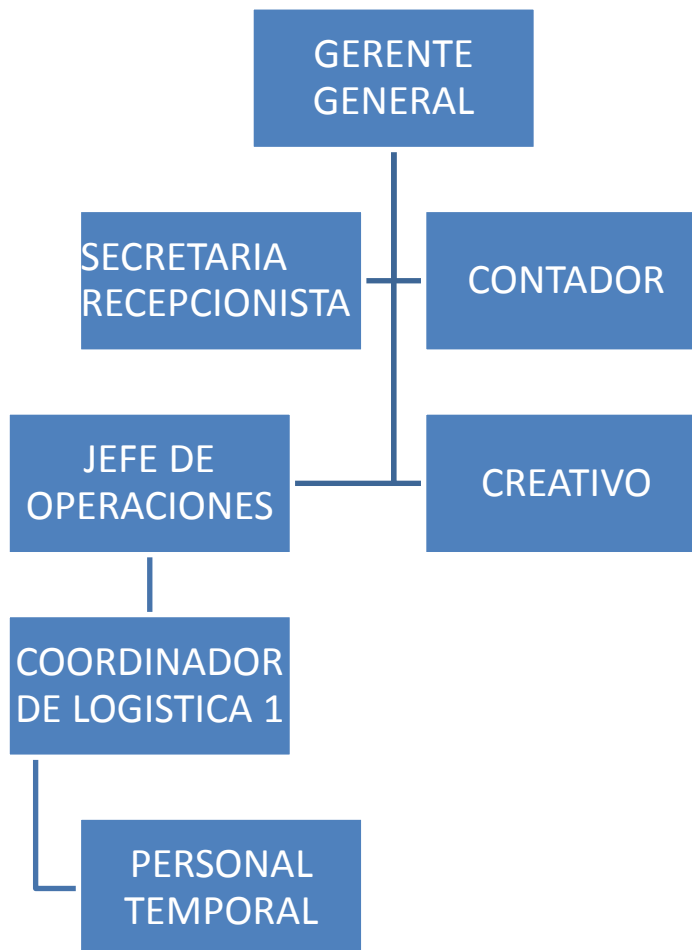 GERENTE
GENERAL
SECRETARIA
RECEPCIONISTA
CONTADOR
JEFE DE
OPERACIONES
CREATIVO
COORDINADOR
DE LOGISTICA 1
PERSONAL
TEMPORAL